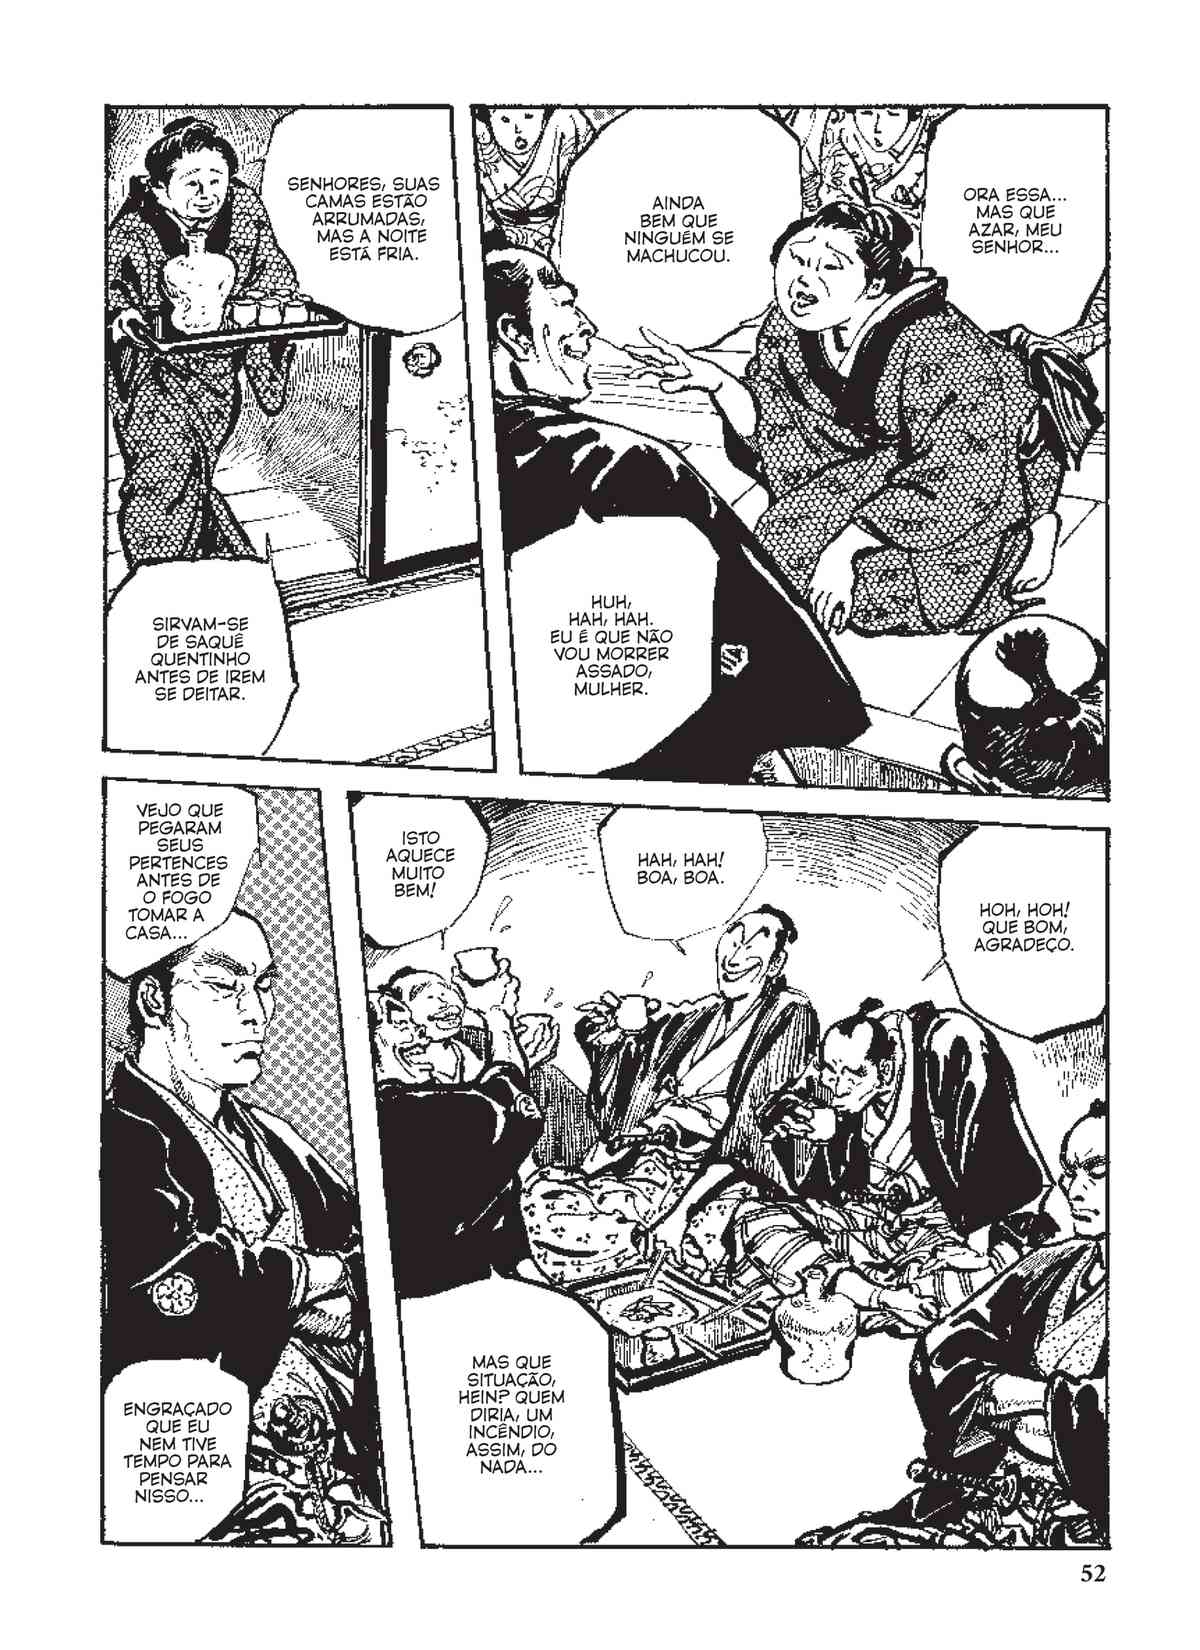 ORA ESSA...
MAS QUE
AZAR, MEU
SENHOR...
AINDA
BEM QUE
NINGUÉM SE
MACHUCOU.
HUH,
HAH, HAH.
EU É QUE NÃO
VOU MORRER
ASSADO,
MULHER.
SENHORES, SUAS
CAMAS ESTÃO
ARRUMADAS,
MAS A NOITE
ESTÁ FRIA.
SIRVAM-SE
DE SAQUÊ
QUENTINHO
ANTES DE IREM
SE DEITAR.
HOH, HOH!
QUE BOM,
AGRADEÇO.
HAH, HAH!
BOA, BOA.
ISTO
AQUECE
MUITO
BEM!
MAS QUE
SITUAÇÃO,
HEIN? QUEM
DIRIA, UM
INCÊNDIO,
ASSIM, DO
NADA...
VEJO QUE
PEGARAM
SEUS
PERTENCES
ANTES DE
O FOGO
TOMAR A
CASA...
ENGRAÇADO
QUE EU
NEM TIVE
TEMPO PARA
PENSAR
NISSO...
52